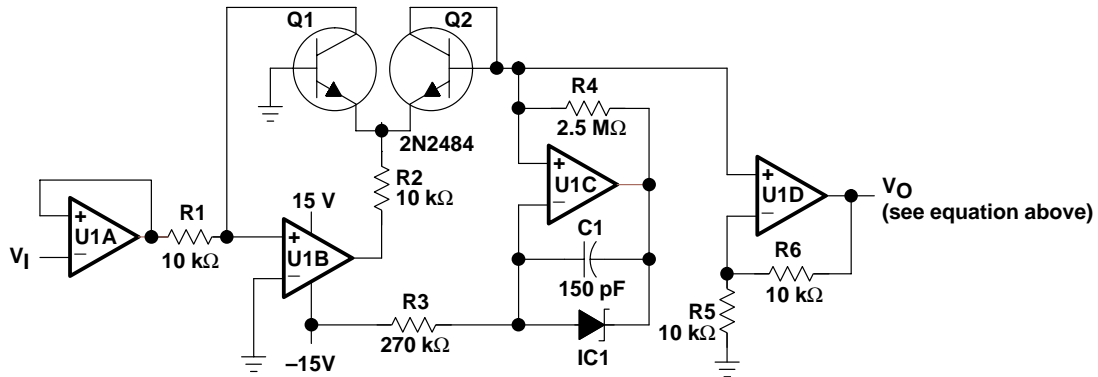 Q1
Q2
2N2484
R4
2.5 MΩ
+
−
U1C
R2
10 kΩ
15 V
+
−
U1A
VI
R1
10 kΩ
+
−
U1B
C1
150 pF
R3
270 kΩ
IC1
−15V
+
−
U1D
VO
(see equation above)
R6
10 kΩ
R5
10 kΩ